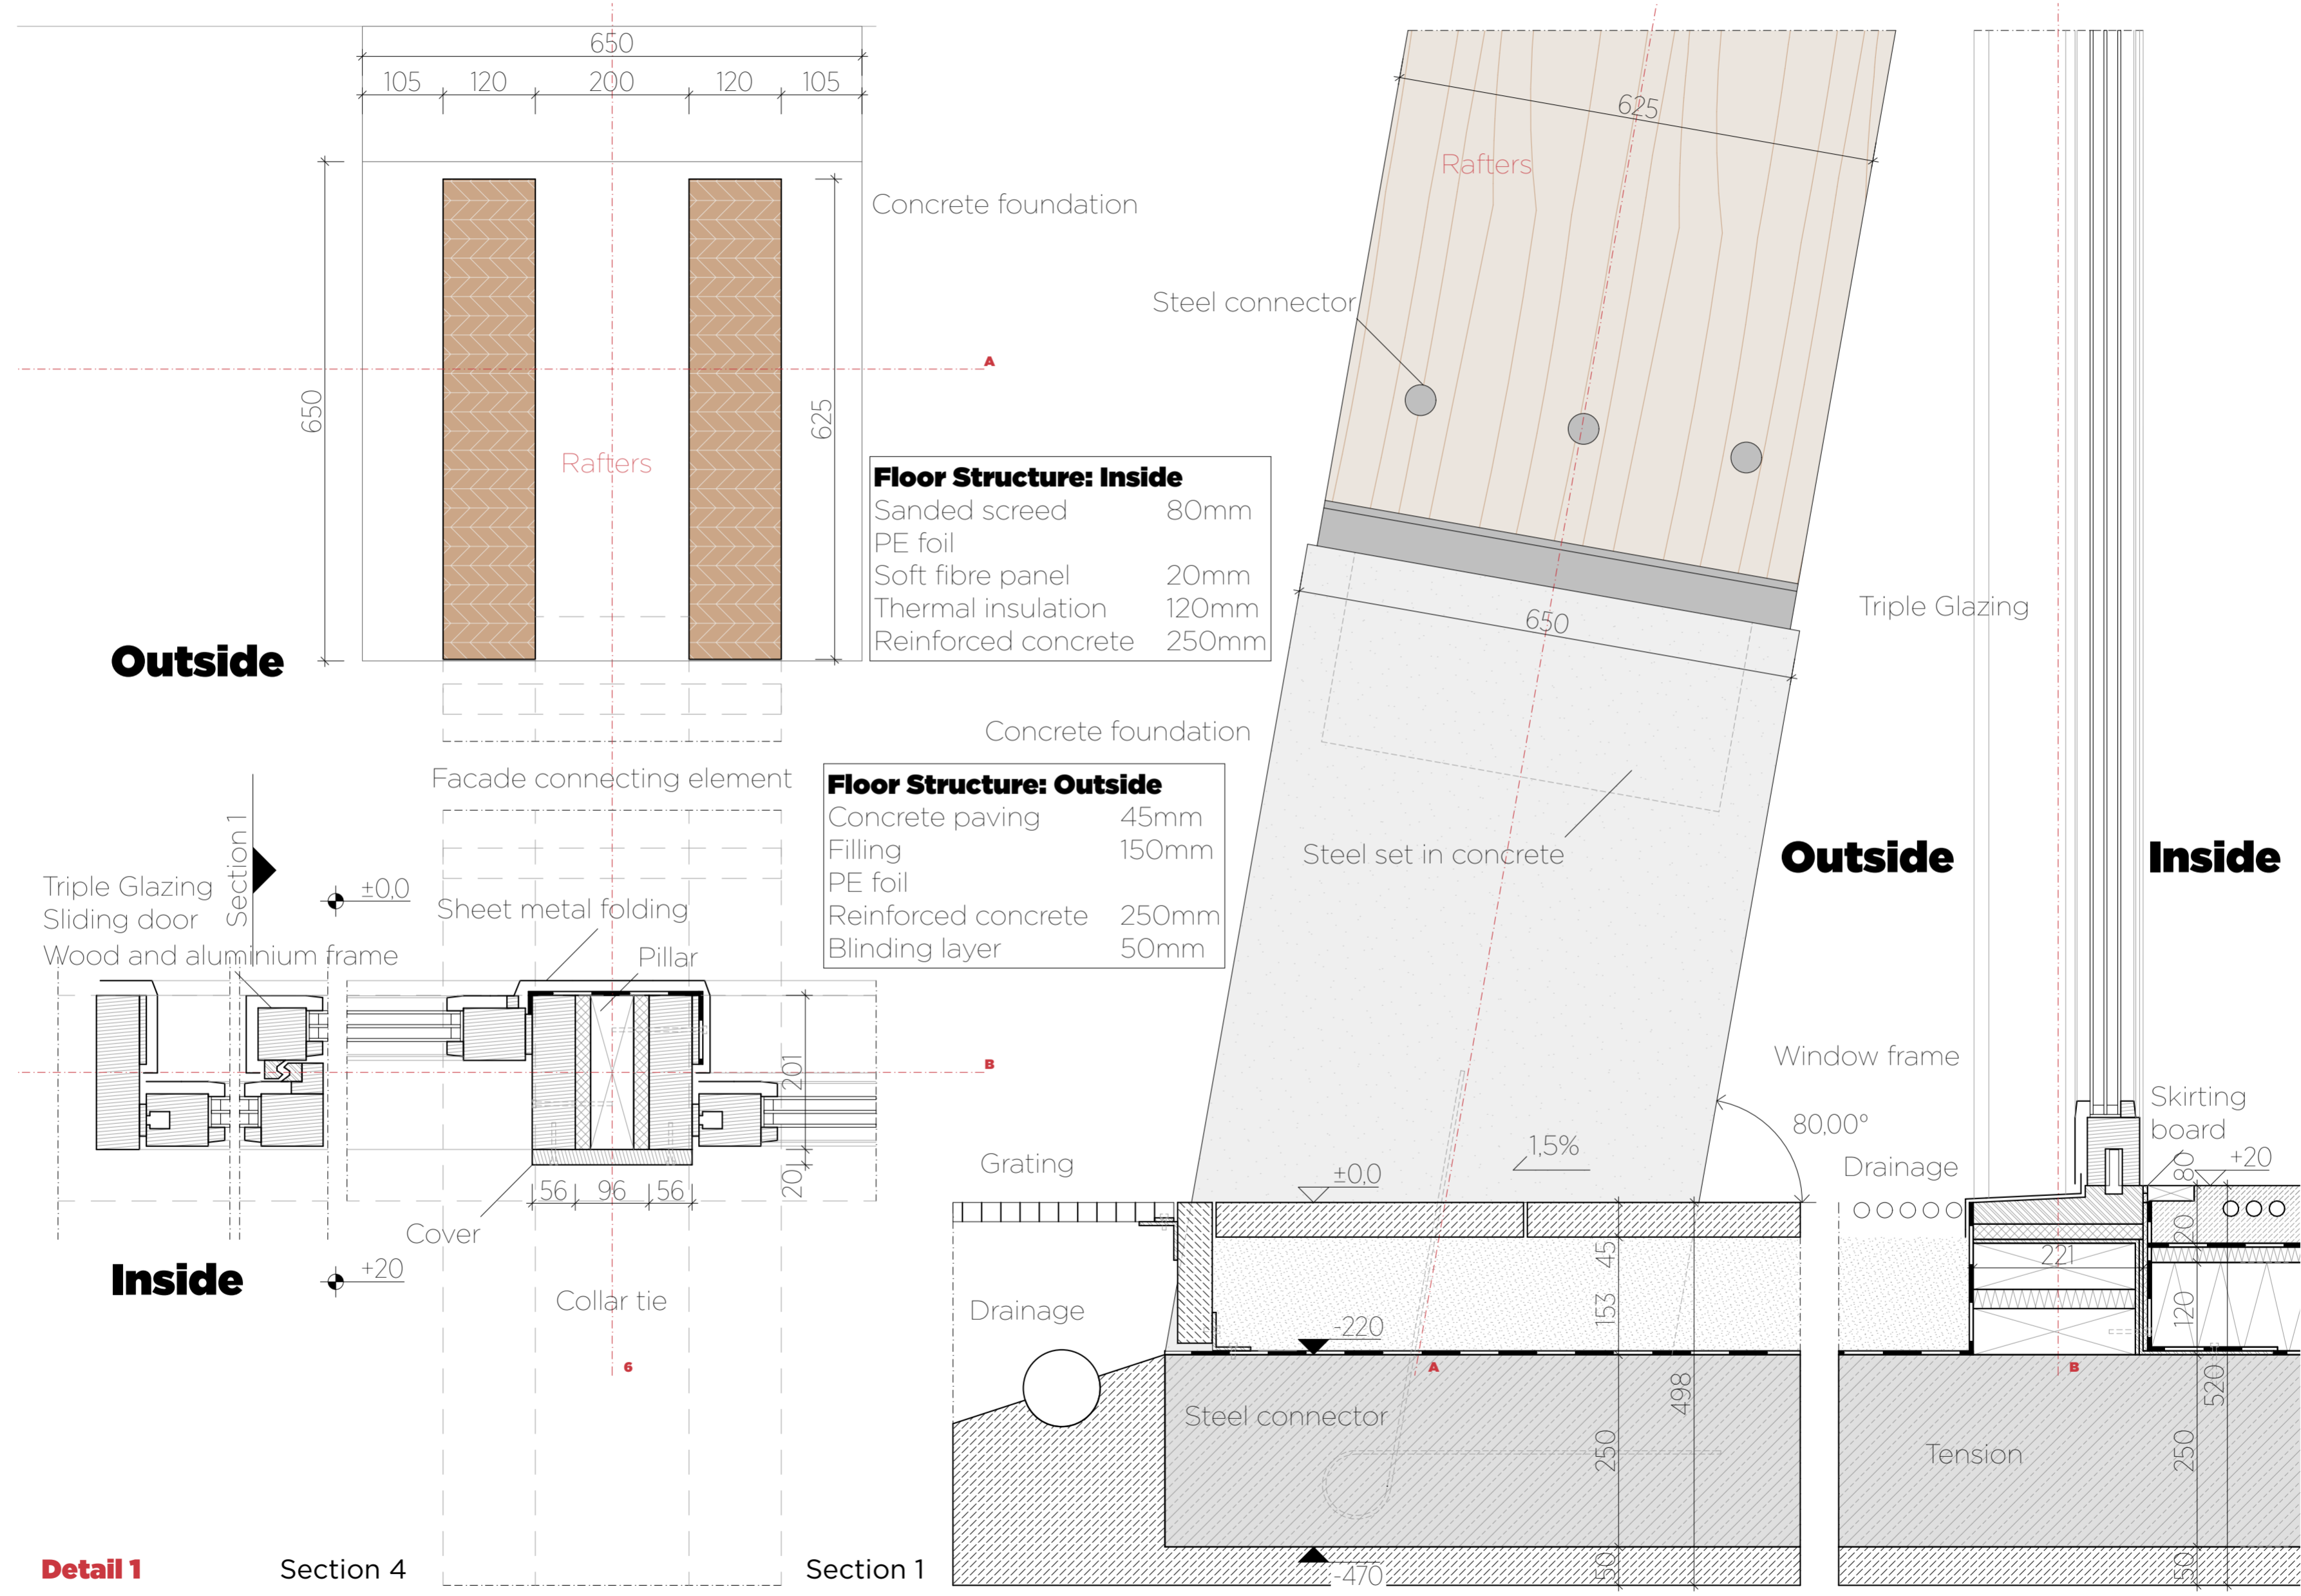 650
105 120 200 120 105
650
625
Rafters
Concrete foundation
A
Outside
Floor Structure: Inside
Sanded screed 80mm
PE foil
Soft fibre panel 20mm
Thermal insulation 120mm
Reinforced concrete 250mm
Facade connecting element
Section 1
Triple Glazing
Sliding door
Wood and aluminium frame
±0,0
Sheet metal folding
Pillar
Floor Structure: Outside
Concrete paving 45mm
Filling 150mm
PE foil
Reinforced concrete 250mm
Blinding layer 50mm
B
201
20
56 96 56
Cover
Inside
+20
Collar tie
6
Detail 1
Section 4
Section 1
625
Rafters
Steel connector
650
Concrete foundation
Steel set in concrete
Triple Glazing
Outside
Inside
Window frame
80,00°
Skirting
board
Drainage
+20
Grating
±0,0
1,5%
Drainage
-220
A
Steel connector
-470
45
153
250
50
498
221
80
20
120
250
50
520
B
Tension